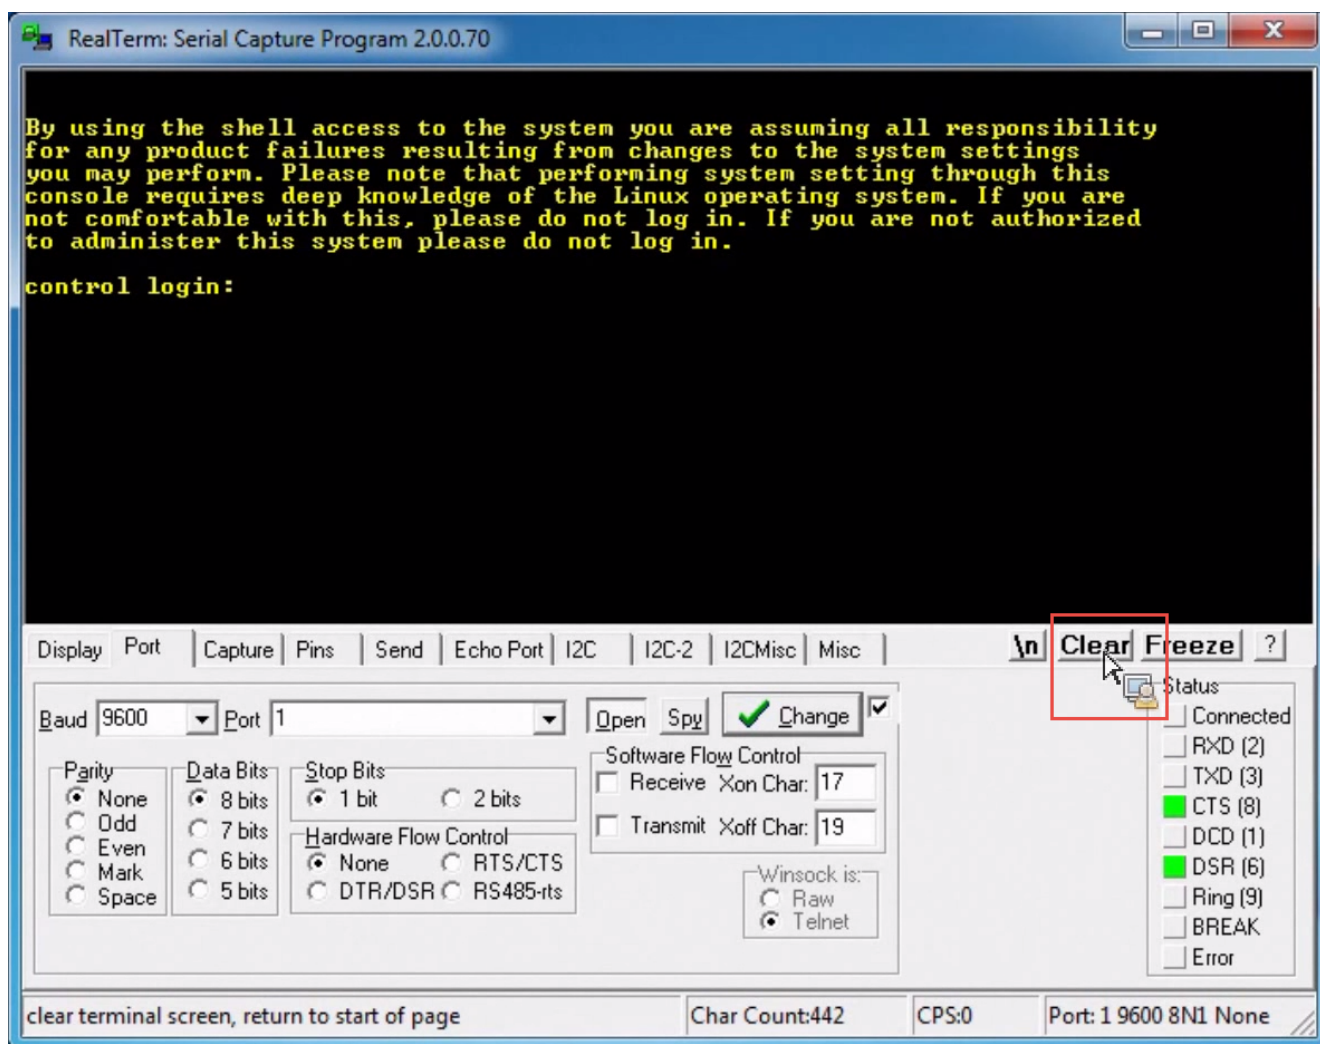 RealTerm: Serial Capture Program 2.0.0.70
By using the shell access to the system you are assuming all responsibility
for any product failures resulting from changes to the system settings
you may perform. Please note that performing system setting through this
console requires deep knowledge of the Linux operating system. If you are
not comfortable with this, please do not log in. If you are not authorized
to administer this system please do not log in.
control login:
Display Port Capture Pins Send Echo Port I2C I2C-2 I2CMisc Misc \n Clear Freeze ?
Baud 9600 Port 1 Open Spy Change
Parity
None
Odd
Even
Mark
Space
Data Bits
8 bits
7 bits
6 bits
5 bits
Stop Bits
1 bit 2 bits
Hardware Flow Control
None RTS/CTS
DTR/DSR RS485-rts
Software Flow Control
Receive Xon Char: 17
Transmit Xoff Char: 19
Winsock is:
Raw
Telnet
Status
Connected
RXD (2)
TXD (3)
CTS (8)
DCD (1)
DSR (6)
Ring (9)
BREAK
Error
clear terminal screen, return to start of page Char Count:442 CPS:0 Port: 1 9600 8N1 None